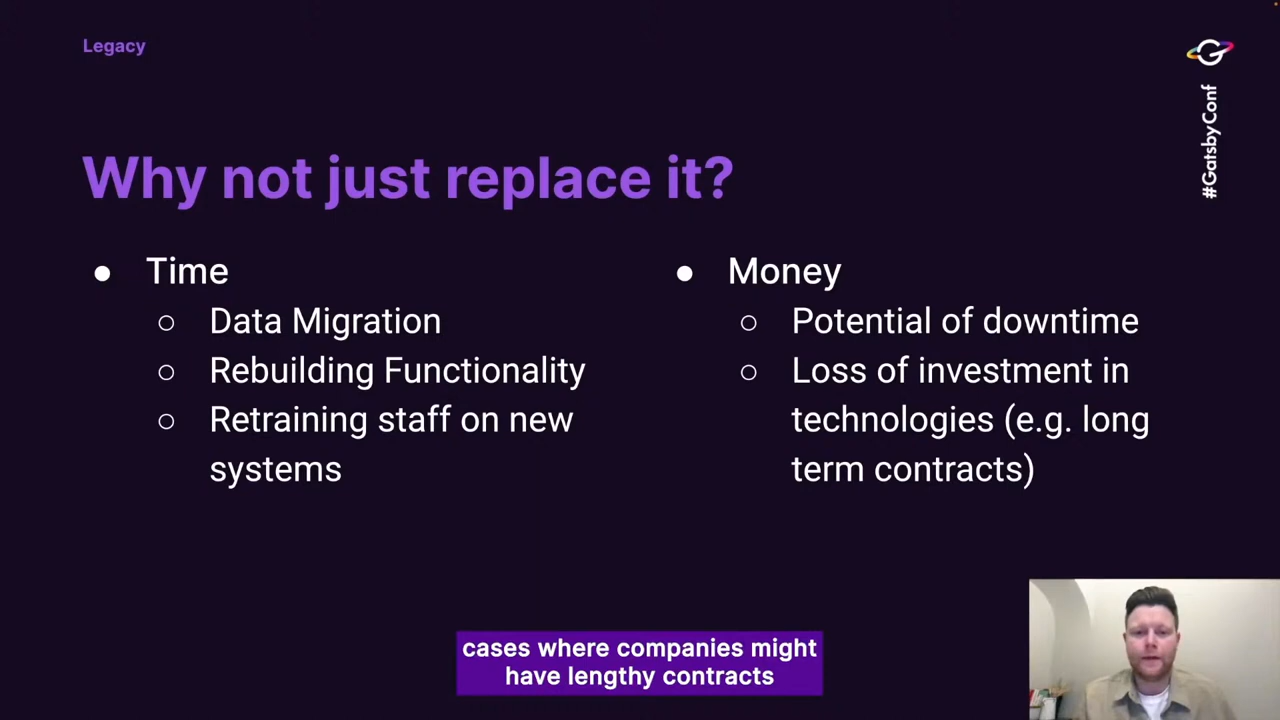 Legacy
#GatsbyConf
Why not just replace it?
● Time
○ Data Migration
○ Rebuilding Functionality
○ Retraining staff on new
systems
● Money
○ Potential of downtime
○ Loss of investment in
technologies (e.g. long
term contracts)
cases where companies might
have lengthy contracts